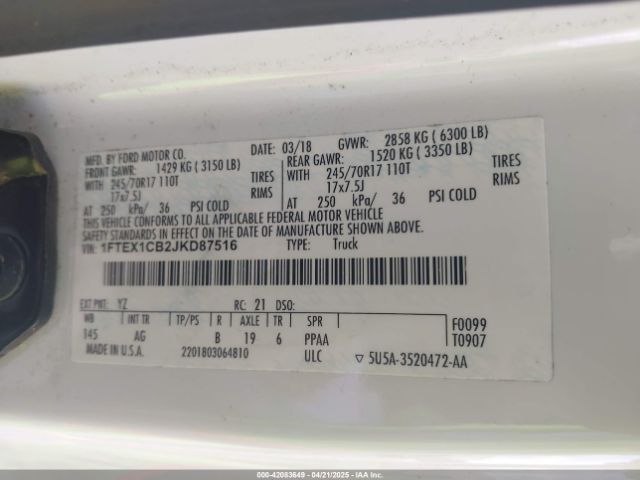 MFD. BY FORD MOTOR CO.
DATE: 03/18 GVWR: 2858 KG ( 6300 LB)
FRONT GAWR: 1429 KG ( 3150 LB)
REAR GAWR: 1520 KG ( 3350 LB)
WITH 245/70R17 110T TIRES
WITH 245/70R17 110T TIRES
17x7.5J RIMS
17x7.5J RIMS
AT 250 kPa/ 36 PSI COLD
AT 250 kPa/ 36 PSI COLD
THIS VEHICLE CONFORMS TO ALL APPLICABLE FEDERAL MOTOR VEHICLE
SAFETY STANDARDS IN EFFECT ON THE DATE OF MANUFACTURE SHOWN ABOVE.
VIN: 1FTEX1CB2JKD87516 TYPE: Truck
EXT PNT: YZ RC: 21 DSO:
WB INT TR TP/PS R AXLE TR SPR F0099
145 AG B 19 6 PPAA T0907
MADE IN U.S.A. 2201803064810 ULC ▽ 5U5A-3520472-AA
000-42083649 - 04/21/2025 - IAA, Inc.